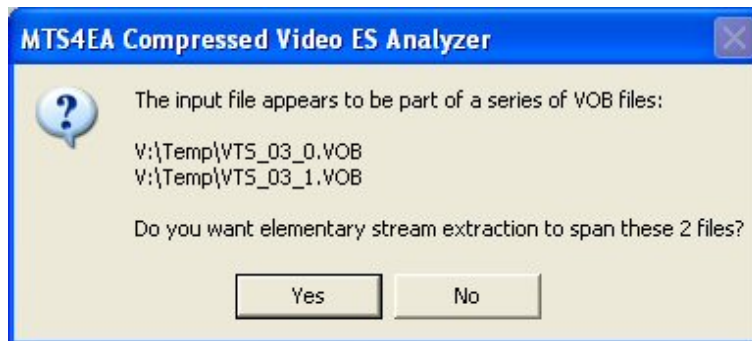 MTS4EA Compressed Video ES Analyzer
The input file appears to be part of a series of VOB files:
V:\Temp\VTS_03_0.VOB
V:\Temp\VTS_03_1.VOB
Do you want elementary stream extraction to span these 2 files?
Yes
No